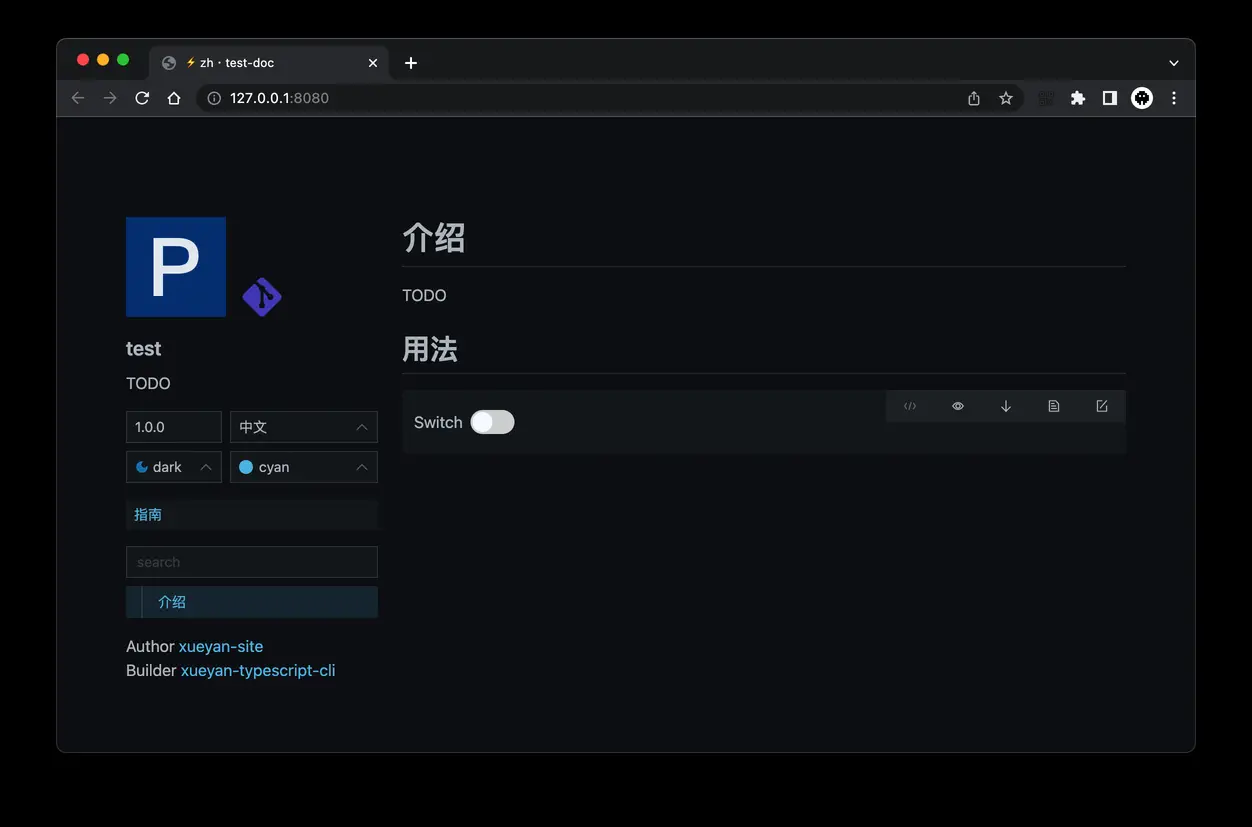 ⚡zh · test-doc
127.0.0.1:8080
P
test
TODO
1.0.0
中文
dark
cyan
指南
search
介绍
Author xueyan-site
Builder xueyan-typescript-cli
介绍
TODO
用法
Switch